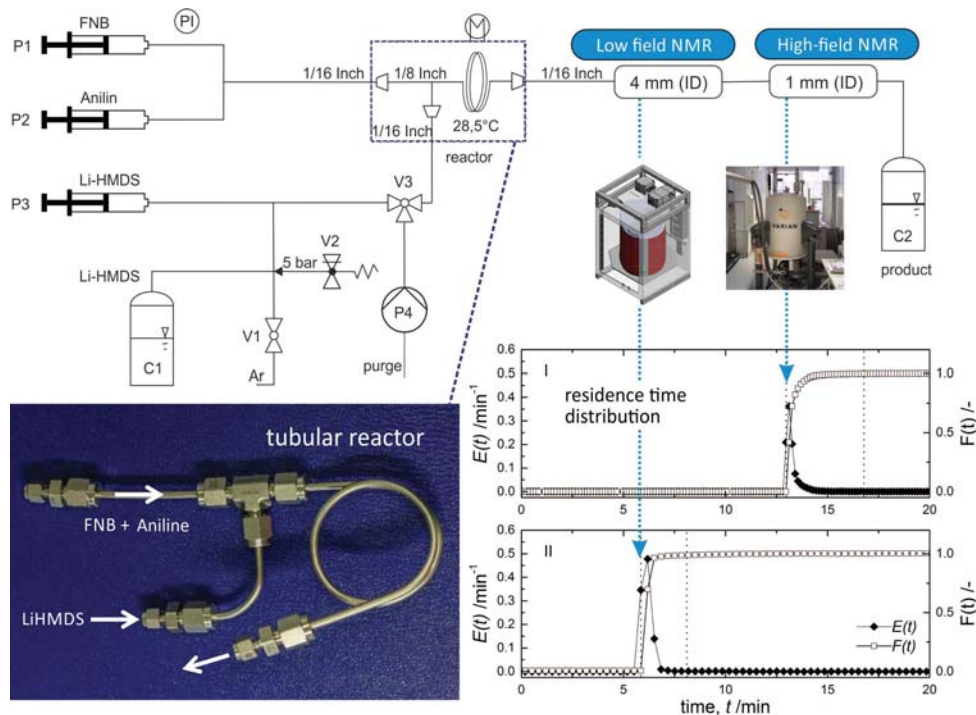 FNB
PI
M
Low field NMR
High-field NMR
P1
1/16 Inch
1/8 Inch
1/16 Inch
4 mm (ID)
1 mm (ID)
Anilin
P2
28,5°C
1/16 Inch
reactor
Li-HMDS
V3
P3
VARIAN
C2
V2
Li-HMDS
5 bar
product
P4
V1
C1
Ar
purge
tubular reactor
FNB + Aniline
LiHMDS
I
residence time
distribution
E(t) /min⁻¹
0.6
0.5
0.4
0.3
0.2
0.1
0.0
1.0
0.5
0.0
F(t) /-
0 5 10 15 20
II
E(t) /min⁻¹
0.5
0.4
0.3
0.2
0.1
0.0
1.0
0.5
0.0
F(t) /-
E(t)
F(t)
0 5 10 15 20
time, t /min